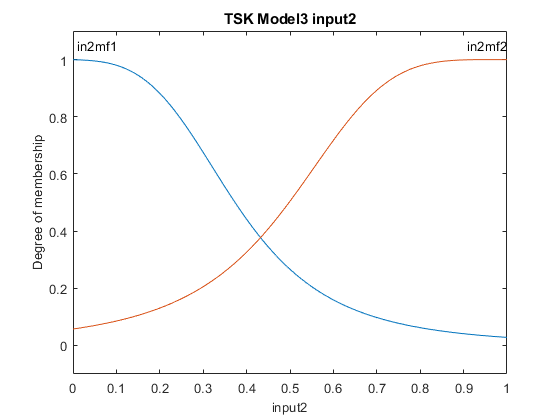 TSK Model3 input2
in2mf1
in2mf2
1
0.8
0.6
0.4
0.2
0
Degree of membership
0 0.1 0.2 0.3 0.4 0.5 0.6 0.7 0.8 0.9 1
input2